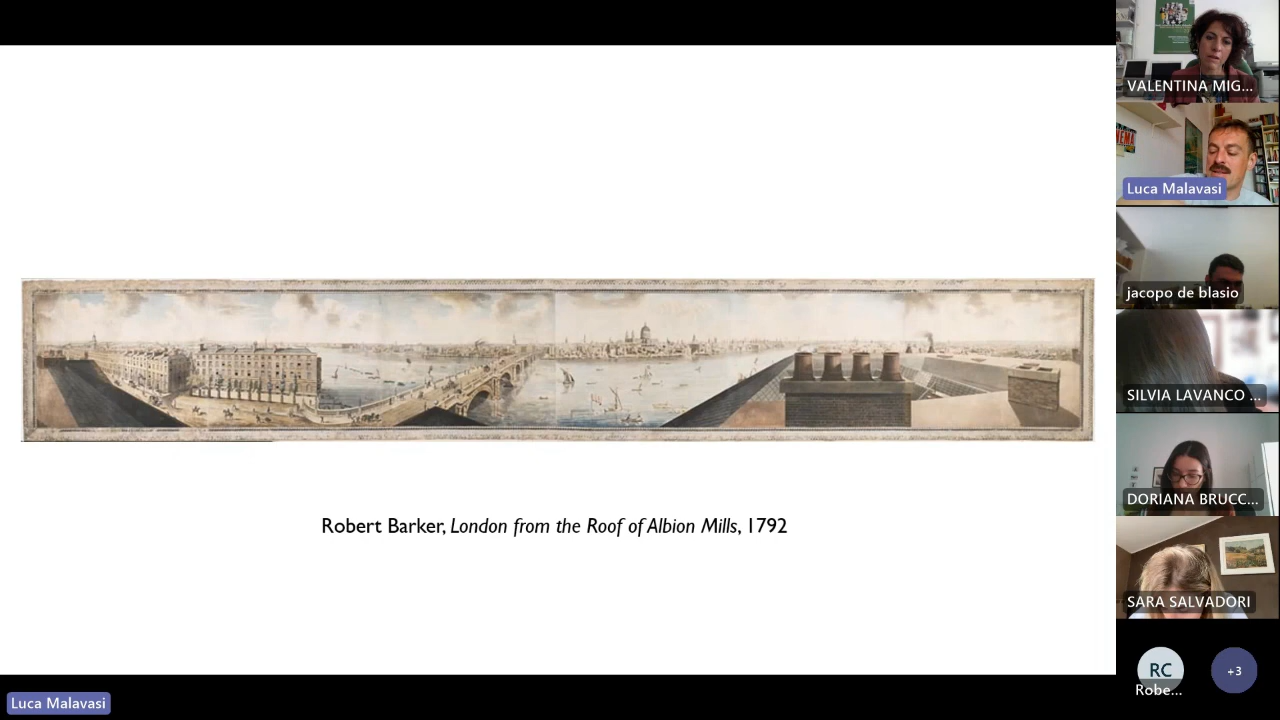 VALENTINA MIG...
Luca Malavasi
jacopo de blasio
SILVIA LAVANCO ...
DORIANA BRUCC...
SARA SALVADORI
RC
Robe...
+3
Robert Barker, London from the Roof of Albion Mills, 1792
Luca Malavasi